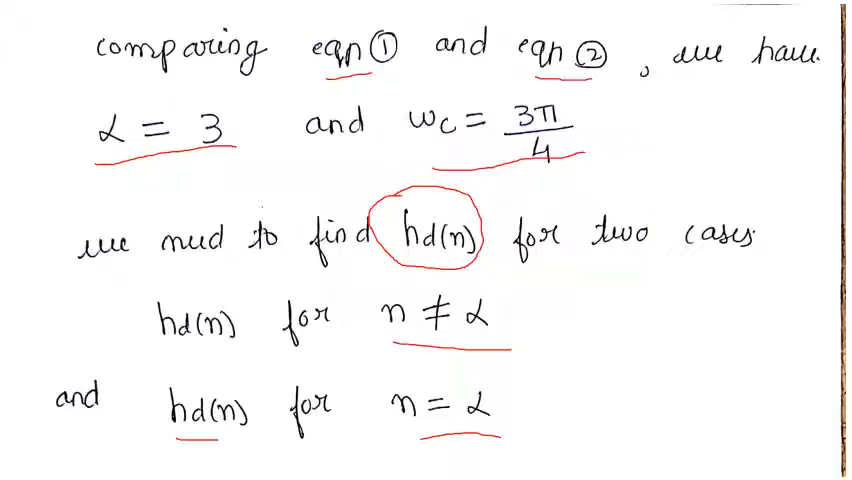 comparing eqn ① and eqn ②, we have
α = 3 and wc = 3π/4
we need to find hd(n) for two cases
hd(n) for n ≠ α
and hd(n) for n = α